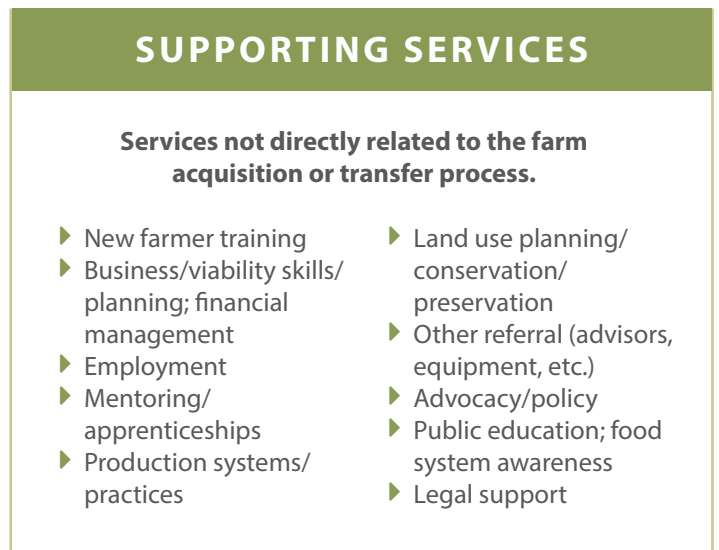 SUPPORTING SERVICES
Services not directly related to the farm
acquisition or transfer process.
New farmer training
Business/viability skills/
planning; financial
management
Employment
Mentoring/
apprenticeships
Production systems/
practices
Land use planning/
conservation/
preservation
Other referral (advisors,
equipment, etc.)
Advocacy/policy
Public education; food
system awareness
Legal support